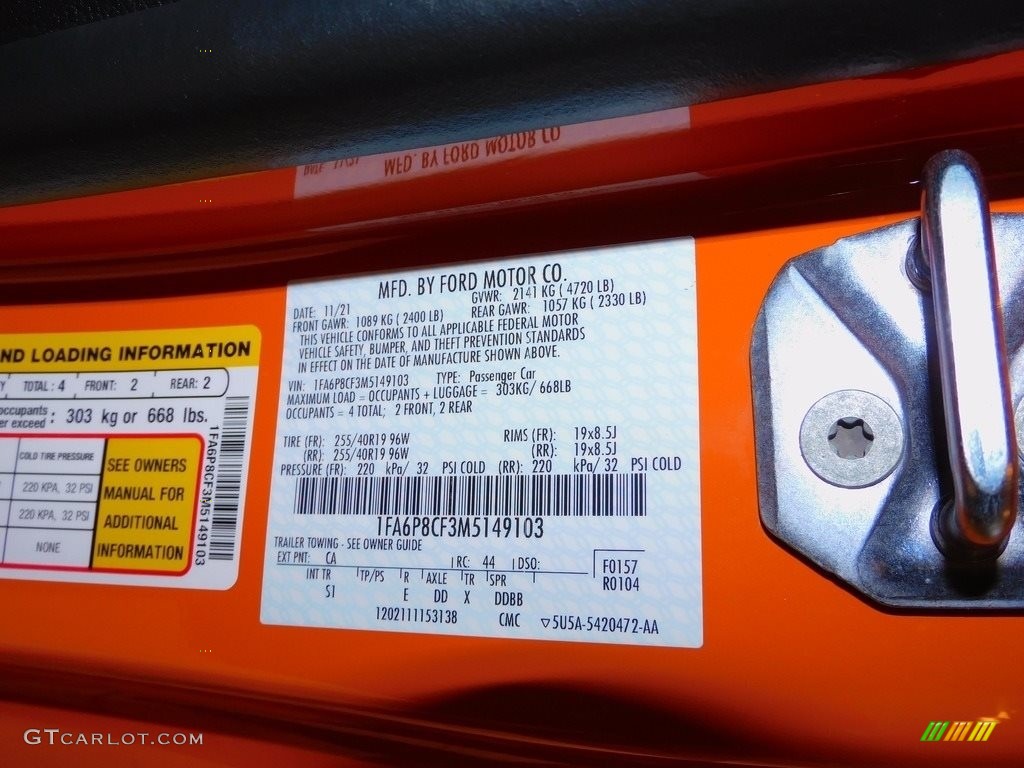 MFD. BY FORD MOTOR CO.
DATE: 11/21 GVWR: 2141 KG ( 4720 LB)
FRONT GAWR: 1089 KG ( 2400 LB) REAR GAWR: 1057 KG ( 2330 LB)
THIS VEHICLE CONFORMS TO ALL APPLICABLE FEDERAL MOTOR
VEHICLE SAFETY, BUMPER, AND THEFT PREVENTION STANDARDS
IN EFFECT ON THE DATE OF MANUFACTURE SHOWN ABOVE.
VIN: 1FA6P8CF3M5149103 TYPE: Passenger Car
MAXIMUM LOAD = OCCUPANTS + LUGGAGE = 303KG/ 668LB
OCCUPANTS = 4 TOTAL; 2 FRONT, 2 REAR
TIRE (FR): 255/40R19 96W RIMS (FR): 19x8.5J
(RR): 255/40R19 96W (RR): 19x8.5J
PRESSURE (FR): 220 kPa/ 32 PSI COLD (RR): 220 kPa/ 32 PSI COLD
1FA6P8CF3M5149103
TRAILER TOWING - SEE OWNER GUIDE
EXT PNT: CA RC: 44 DSO: F0157
R0104
INT TR TP/PS R AXLE TR SPR
S1 E DD X DDBB
1202111153138 CMC ▽5U5A-5420472-AA
ND LOADING INFORMATION
Y TOTAL : 4 FRONT: 2 REAR: 2
occupants
er exceed : 303 kg or 668 lbs.
COLD TIRE PRESSURE
220 KPA, 32 PSI
220 KPA, 32 PSI
NONE
SEE OWNERS
MANUAL FOR
ADDITIONAL
INFORMATION
1FA6P8CF3M5149103
DATE 11/21
MFD. BY FORD MOTOR CO
GTCARLOT.COM